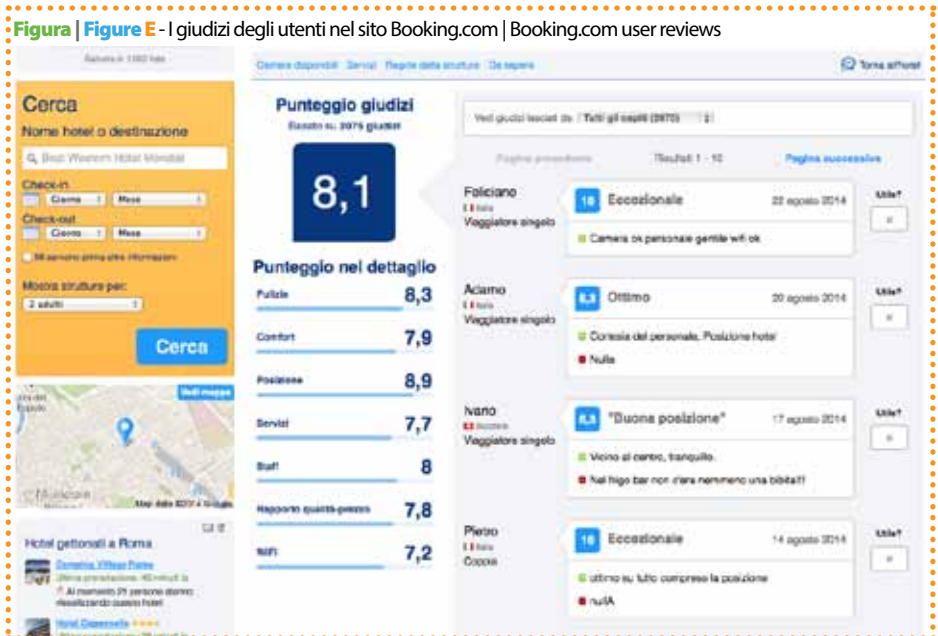 Figura | Figure E - I giudizi degli utenti nel sito Booking.com | Booking.com user reviews
Camere disponibili Servizi Regole della struttura Da sapere
Torna all'hotel
Cerca
Nome hotel o destinazione
Best Western Hotel Mondial
Check-in
Giorno Mese
Check-out
Giorno Mese
Mostra strutture per:
2 adulti
Cerca
Vedi mappa
Hotel gettonati a Roma
Punteggio giudizi
8,1
Punteggio nel dettaglio
Pulizia 8,3
Comfort 7,9
Posizione 8,9
Servizi 7,7
Staff 8
Rapporto qualità-prezzo 7,8
WiFi 7,2
Vedi giudizi lasciati da: Tutti gli ospiti
Pagina precedente Risultati 1 - 10 Pagina successiva
Feliciano
Italia
Viaggiatore singolo
10 Eccezionale 22 agosto 2014
Utile?
Camera ok personale gentile wifi ok
Adamo
Italia
Viaggiatore singolo
Ottimo 20 agosto 2014
Utile?
Cortesia del personale, Posizione hotel
Nulla
Ivano
Viaggiatore singolo
"Buona posizione" 17 agosto 2014
Utile?
Vicino al centro, tranquillo.
Nel frigo bar non c'era nemmeno una bibita!!!
Pietro
Italia
Coppia
10 Eccezionale 14 agosto 2014
Utile?
ottimo su tutto compreso la posizione
nullA